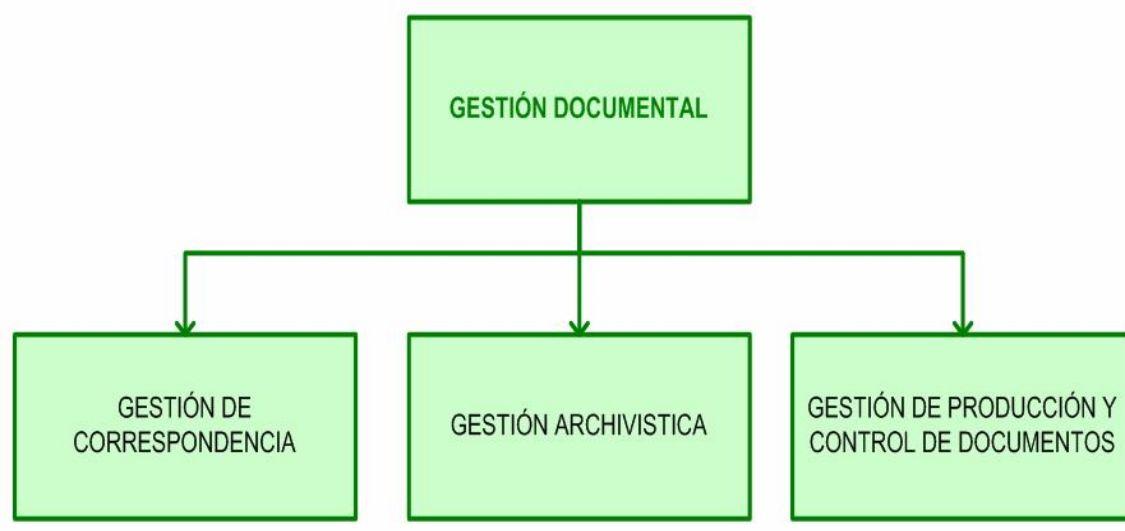 GESTIÓN DOCUMENTAL
GESTIÓN DE
CORRESPONDENCIA
GESTIÓN ARCHIVISTICA
GESTIÓN DE PRODUCCIÓN Y
CONTROL DE DOCUMENTOS